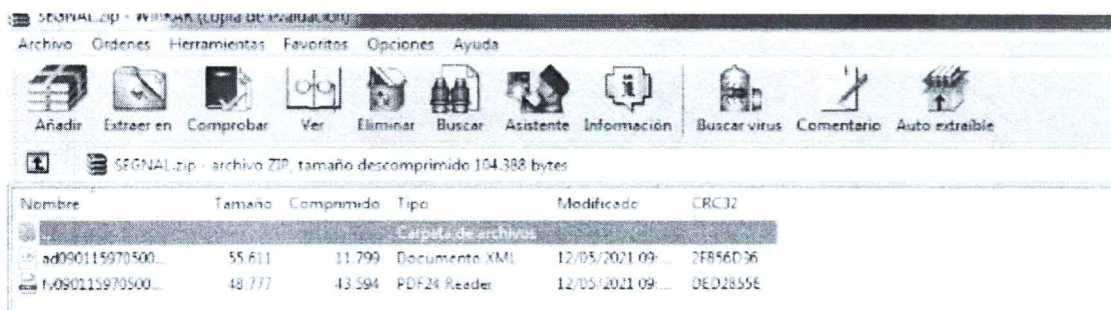 SEGNAL.zip - WinRAR (copia de evaluación)
Archivo Ordenes Herramientas Favoritos Opciones Ayuda
Añadir Extraer en Comprobar Ver Eliminar Buscar Asistente Información Buscar virus Comentario Auto extraíble
SEGNAL.zip - archivo ZIP, tamaño descomprimido 104.388 bytes
Nombre Tamaño Comprimido Tipo Modificado CRC32
.. Carpeta de archivos
ad090115970500... 55.611 11.799 Documento XML 12/05/2021 09:... 2F856D36
fv090115970500... 48.777 43.594 PDF24 Reader 12/05/2021 09:... DED2855E